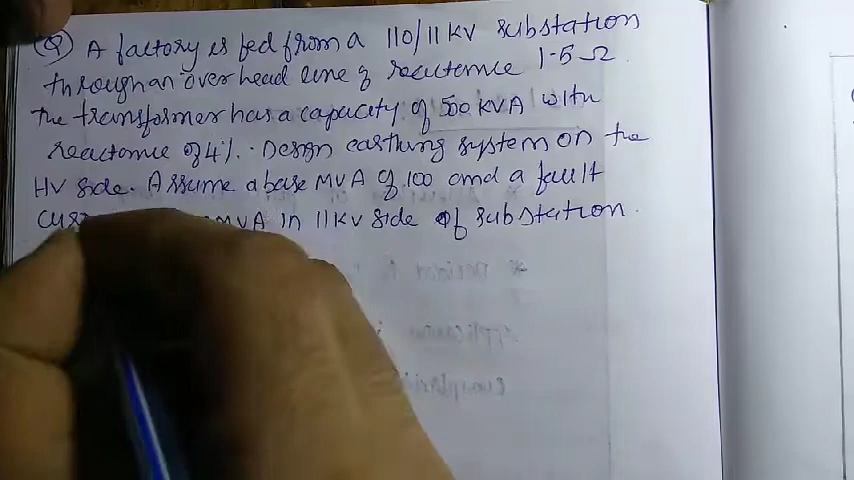 (Q) A factory is fed from a 110/11 KV substation
through an over head line of reactance 1.5 Ω.
the transformer has a capacity of 500 KVA with
reactance of 4%. Design earthing system on the
HV side. Assume a base MVA of 100 and a fault
MVA in 11KV side of substation.